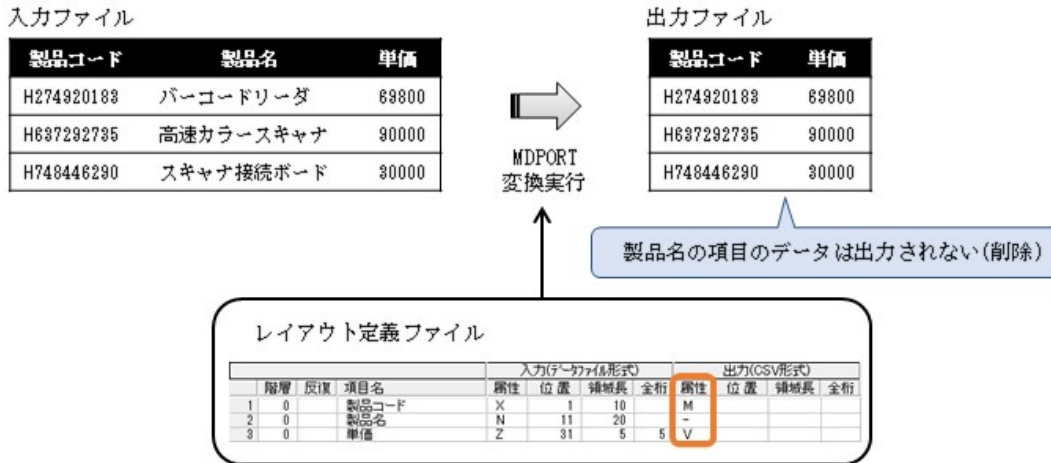 入力ファイル
製品コード 製品名 単価
H274920183 バーコードリーダ 69800
H637292735 高速カラースキャナ 90000
H748446290 スキャナ接続ボード 30000
MDPORT
変換実行
出力ファイル
製品コード 単価
H274920183 69800
H637292735 90000
H748446290 30000
製品名の項目のデータは出力されない(削除)
レイアウト定義ファイル
入力(ﾃﾞｰﾀﾌｧｲﾙ形式) 出力(CSV形式)
階層 反復 項目名 属性 位置 領域長 全桁 属性 位置 領域長 全桁
1 0 製品コード X 1 10 M
2 0 製品名 N 11 20 -
3 0 単価 Z 31 5 5 V